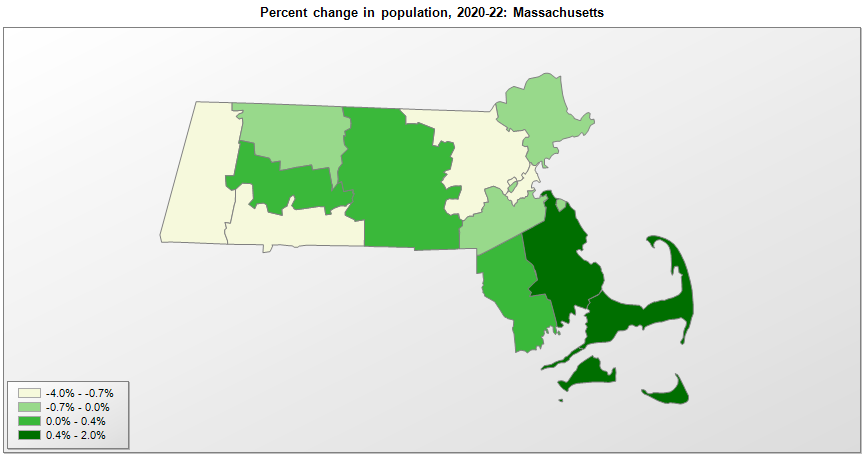 Percent change in population, 2020-22: Massachusetts
-4.0% - -0.7%
-0.7% - 0.0%
0.0% - 0.4%
0.4% - 2.0%